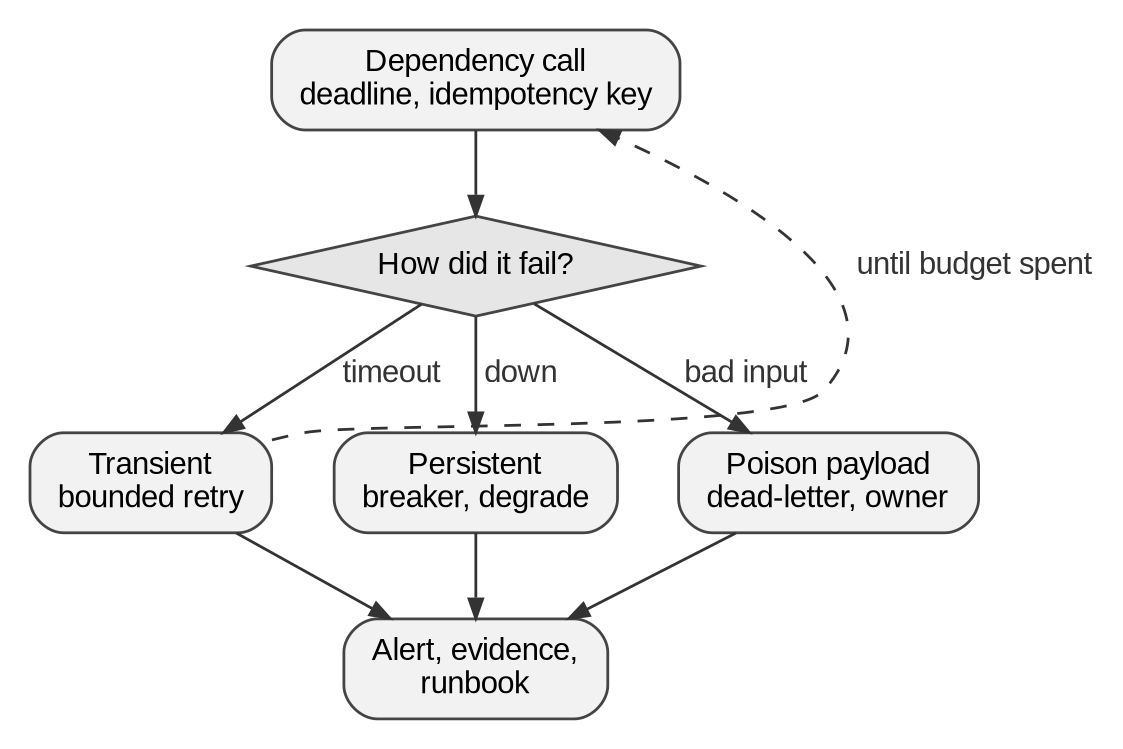 Dependency call
deadline, idempotency key
How did it fail?
until budget spent
timeout
down
bad input
Transient
bounded retry
Persistent
breaker, degrade
Poison payload
dead-letter, owner
Alert, evidence,
runbook